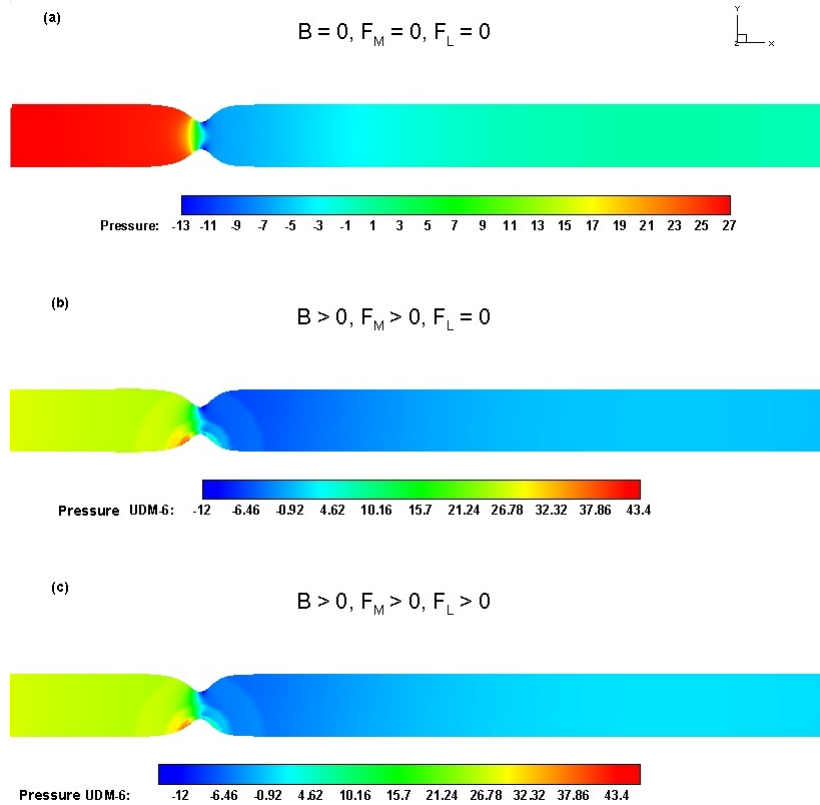 (a)
B = 0, F_M = 0, F_L = 0
Y
Z X
Pressure: -13 -11 -9 -7 -5 -3 -1 1 3 5 7 9 11 13 15 17 19 21 23 25 27
(b)
B > 0, F_M > 0, F_L = 0
Pressure UDM-6: -12 -6.46 -0.92 4.62 10.16 15.7 21.24 26.78 32.32 37.86 43.4
(c)
B > 0, F_M > 0, F_L > 0
Pressure UDM-6: -12 -6.46 -0.92 4.62 10.16 15.7 21.24 26.78 32.32 37.86 43.4